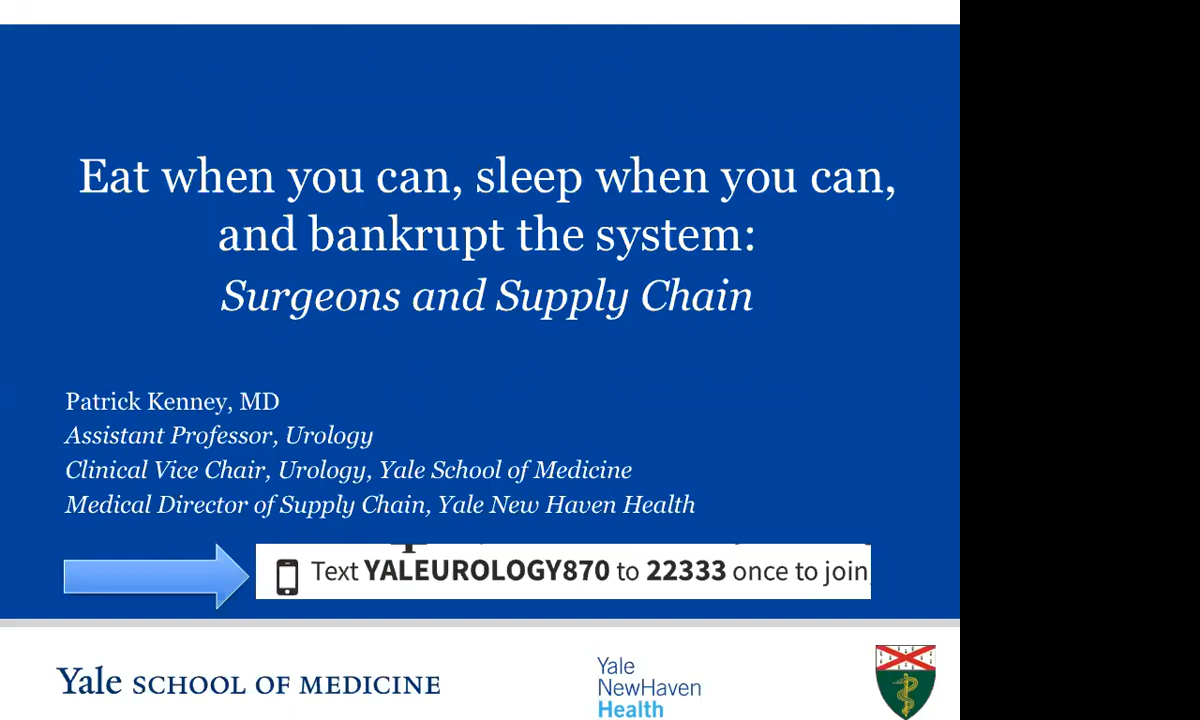 Eat when you can, sleep when you can,
and bankrupt the system:
Surgeons and Supply Chain
Patrick Kenney, MD
Assistant Professor, Urology
Clinical Vice Chair, Urology, Yale School of Medicine
Medical Director of Supply Chain, Yale New Haven Health
Text YALEUROLOGY870 to 22333 once to join
Yale SCHOOL OF MEDICINE
Yale
NewHaven
Health